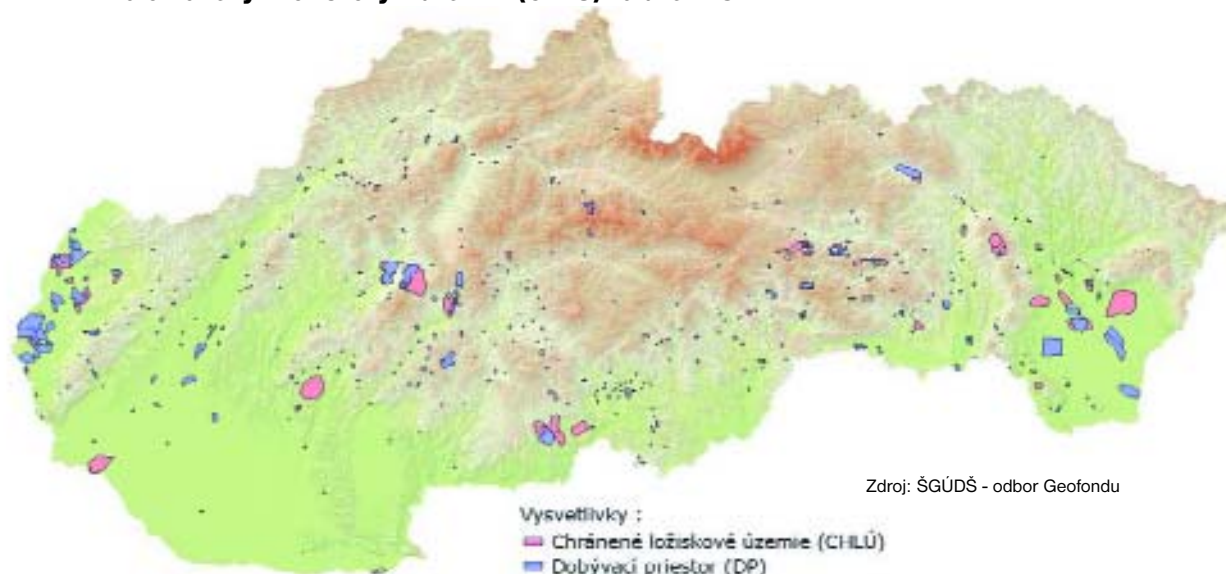 Zdroj: ŠGÚDŠ - odbor Geofondu
Vysvetlivky :
Chránené ložiskové územie (CHLÚ)
Dobývací priestor (DP)